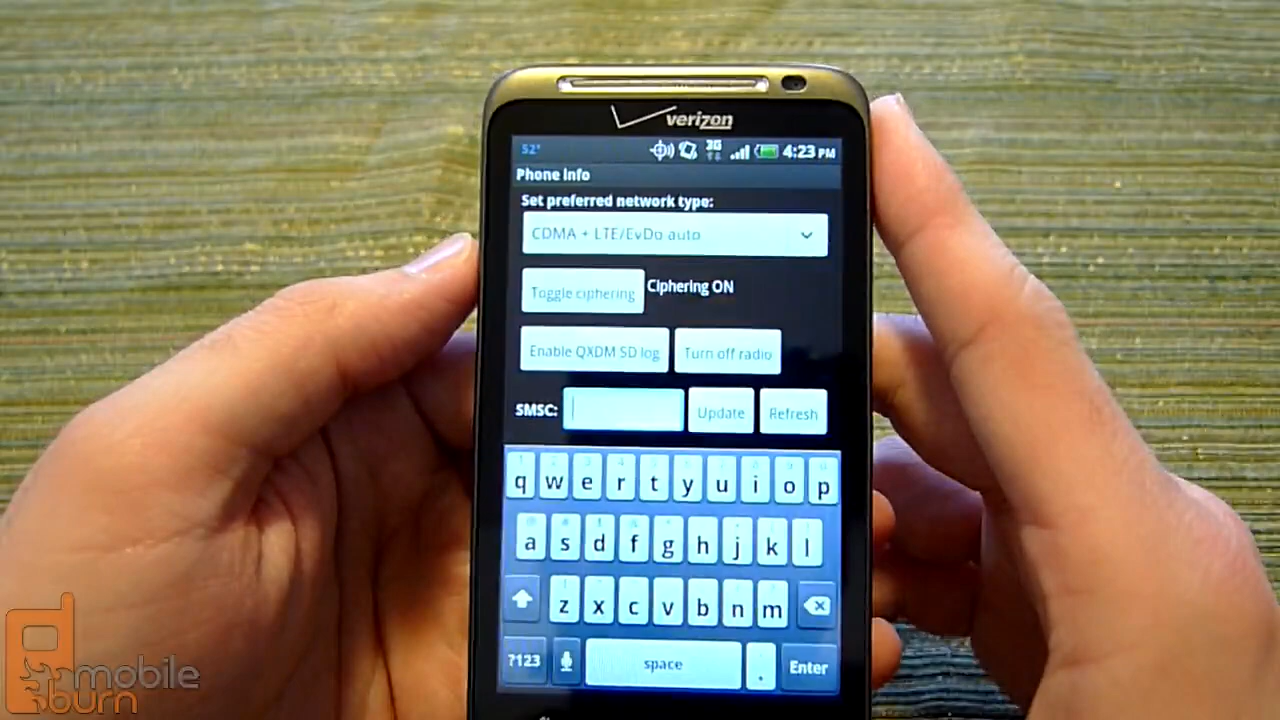 verizon
52° 3G 4:23 PM
Phone info
Set preferred network type:
CDMA + LTE/EvDo auto
Toggle ciphering Ciphering ON
Enable QXDM SD log Turn off radio
SMSC: Update Refresh
q w e r t y u i o p
a s d f g h j k l
z x c v b n m
?123 space . Enter
mobile
burn